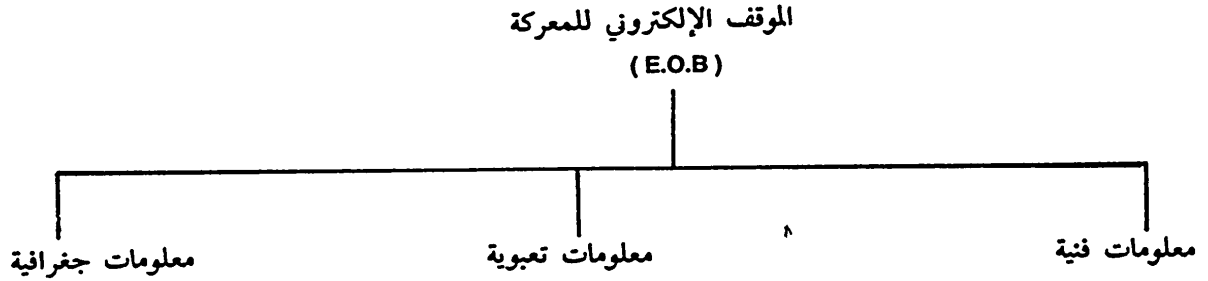 الموقف الإلكتروني للمعركة
( E.O.B )
معلومات فنية
معلومات تعبوية
معلومات جغرافية